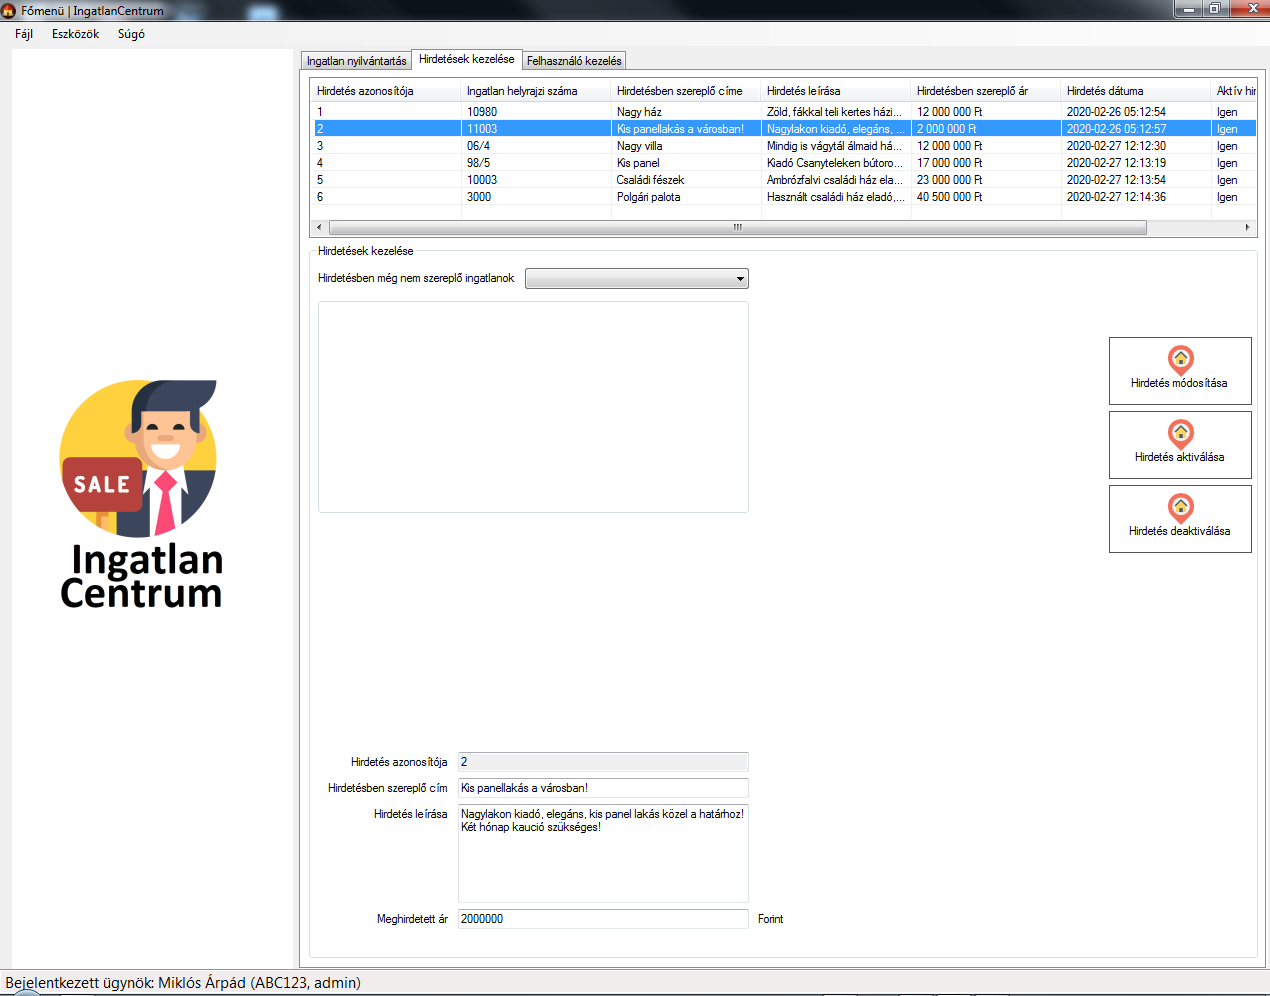 Főmenü | IngatlanCentrum
Fájl Eszközök Súgó
Ingatlan nyilvántartás Hirdetések kezelése Felhasználó kezelés
Hirdetés azonosítója Ingatlan helyrajzi száma Hirdetésben szereplő címe Hirdetés leírása Hirdetésben szereplő ár Hirdetés dátuma Aktív hir
1 10980 Nagy ház Zöld, fákkal teli kertes házi... 12 000 000 Ft 2020-02-26 05:12:54 Igen
2 11003 Kis panellakás a városban! Nagylakon kiadó, elegáns, ... 2 000 000 Ft 2020-02-26 05:12:57 Igen
3 06/4 Nagy villa Mindig is vágytál álmaid há... 12 000 000 Ft 2020-02-27 12:12:30 Igen
4 98/5 Kis panel Kiadó Csanyteleken bútoro... 17 000 000 Ft 2020-02-27 12:13:19 Igen
5 10003 Családi fészek Ambrózfalvi családi ház ela... 23 000 000 Ft 2020-02-27 12:13:54 Igen
6 3000 Polgári palota Használt családi ház eladó,... 40 500 000 Ft 2020-02-27 12:14:36 Igen
Hirdetések kezelése
Hirdetésben még nem szereplő ingatlanok
Hirdetés módosítása
Hirdetés aktiválása
Hirdetés deaktiválása
SALE
Ingatlan
Centrum
Hirdetés azonosítója 2
Hirdetésben szereplő cím Kis panellakás a városban!
Hirdetés leírása Nagylakon kiadó, elegáns, kis panel lakás közel a határhoz!
Két hónap kaució szükséges!
Meghirdetett ár 2000000 Forint
Bejelentkezett ügynök: Miklós Árpád (ABC123, admin)